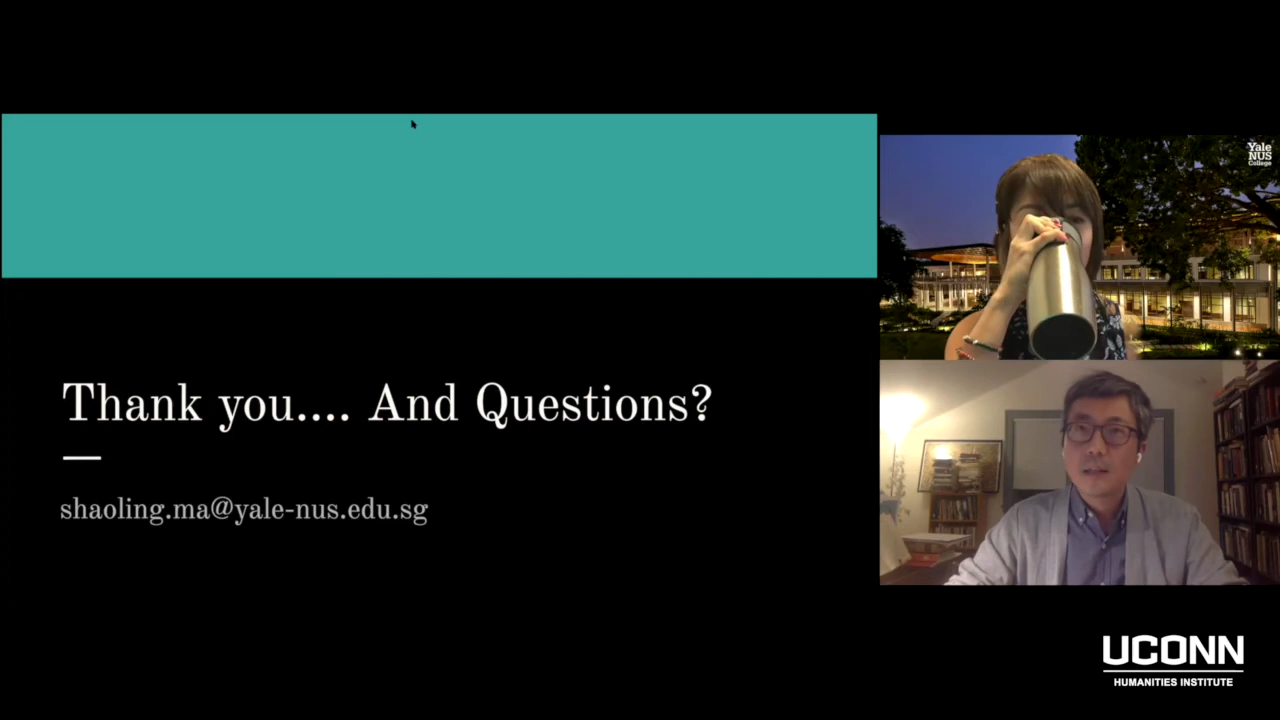 Thank you.... And Questions?
shaoling.ma@yale-nus.edu.sg
Yale
NUS
College
UCONN
HUMANITIES INSTITUTE